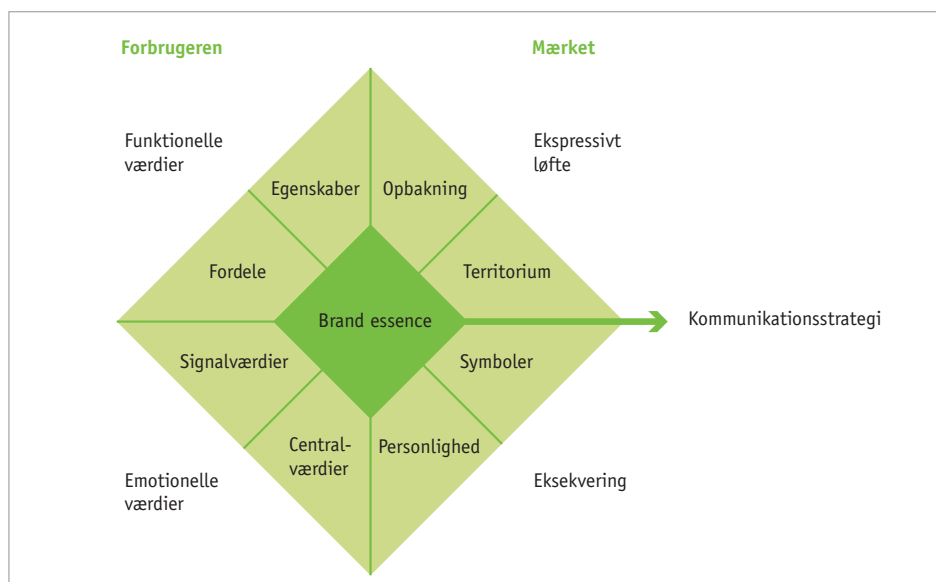 Forbrugeren
Mærket
Funktionelle
værdier
Ekspressivt
løfte
Egenskaber
Opbakning
Fordele
Territorium
Brand essence
Kommunikationsstrategi
Signalværdier
Symboler
Central-
værdier
Personlighed
Emotionelle
værdier
Eksekvering